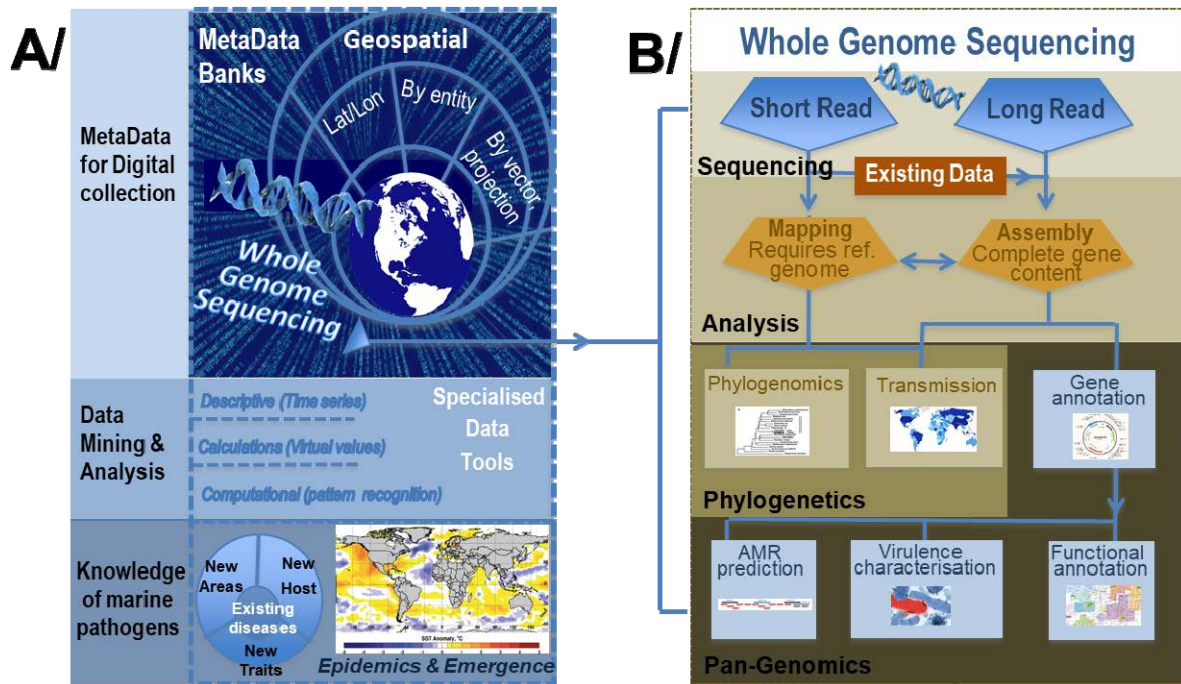 A/
MetaData
for Digital
collection
MetaData
Banks
Geospatial
Lat/Lon
By entity
By vector
projection
Whole
Genome
Sequencing
Data
Mining &
Analysis
Descriptive (Time series)
Calculations (Virtual values)
Computational (pattern recognition)
Specialised
Data
Tools
Knowledge
of marine
pathogens
New
Areas
New
Host
Existing
diseases
New
Traits
SST Anomaly, °C
Epidemics & Emergence
B/
Whole Genome Sequencing
Short Read
Long Read
Sequencing
Existing Data
Mapping
Requires ref.
genome
Assembly
Complete gene
content
Analysis
Phylogenomics
Transmission
Gene
annotation
Phylogenetics
AMR
prediction
Virulence
characterisation
Functional
annotation
Pan-Genomics